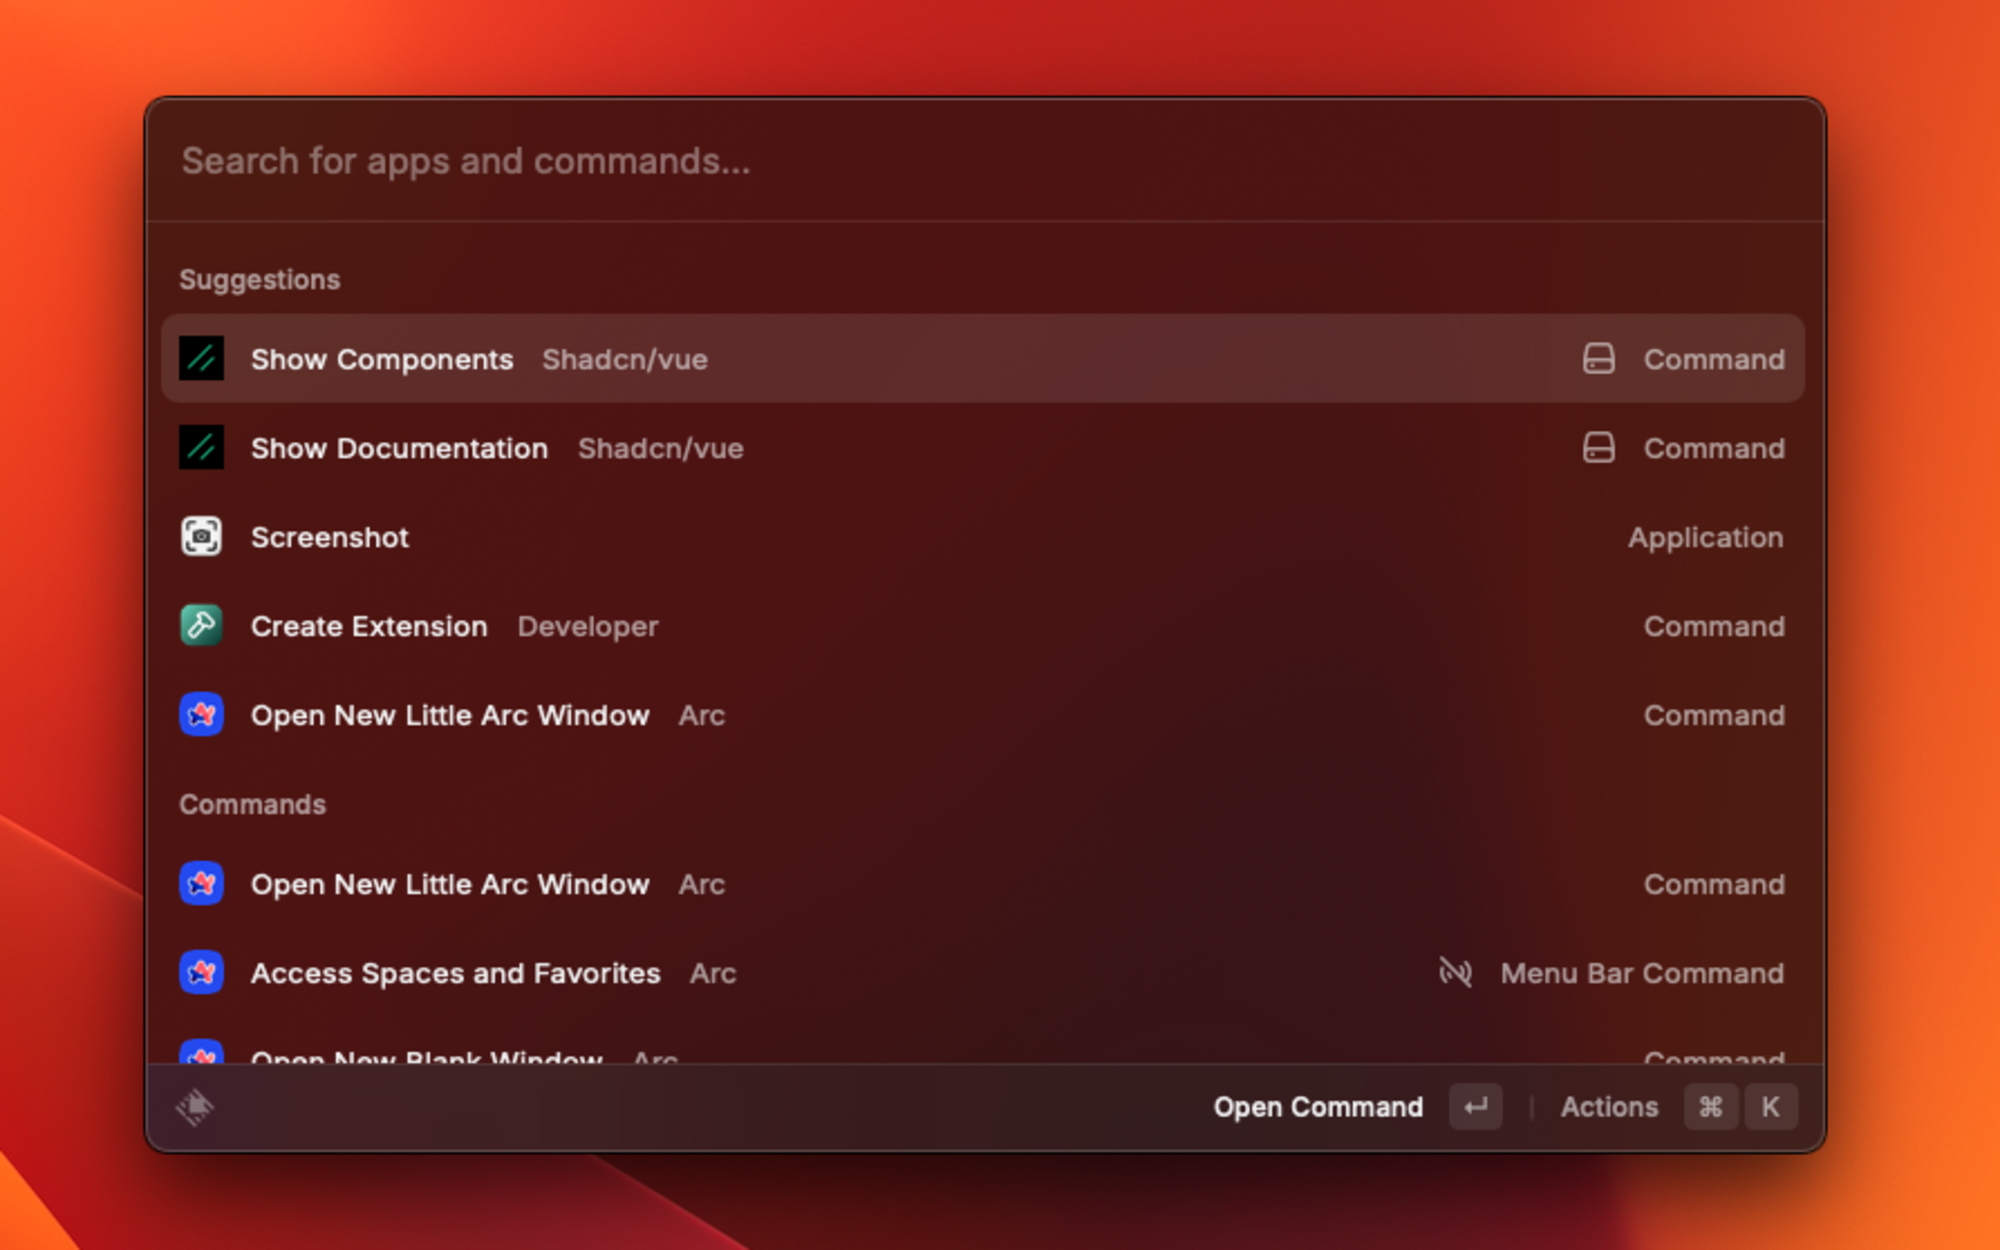 Search for apps and commands...
Suggestions
Show Components Shadcn/vue Command
Show Documentation Shadcn/vue Command
Screenshot Application
Create Extension Developer Command
Open New Little Arc Window Arc Command
Commands
Open New Little Arc Window Arc Command
Access Spaces and Favorites Arc Menu Bar Command
Open New Blank Window Arc Command
Open Command ↵ Actions ⌘ K